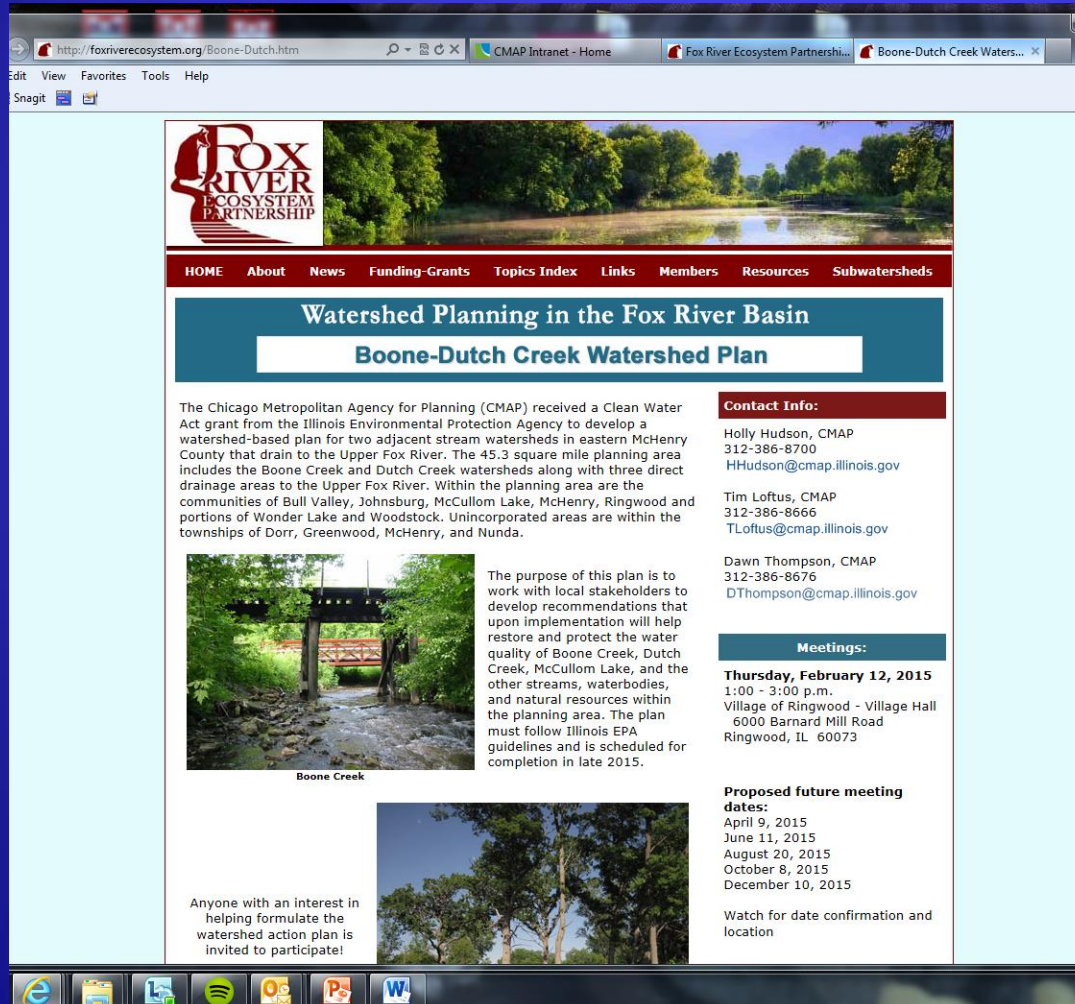 http://foxriverecosystem.org/Boone-Dutch.htm
CMAP Intranet - Home
Fox River Ecosystem Partnershi...
Boone-Dutch Creek Waters...
Edit View Favorites Tools Help
Snagit
FOX
RIVER
ECOSYSTEM
PARTNERSHIP
HOME About News Funding-Grants Topics Index Links Members Resources Subwatersheds
Watershed Planning in the Fox River Basin
Boone-Dutch Creek Watershed Plan
The Chicago Metropolitan Agency for Planning (CMAP) received a Clean Water
Act grant from the Illinois Environmental Protection Agency to develop a
watershed-based plan for two adjacent stream watersheds in eastern McHenry
County that drain to the Upper Fox River. The 45.3 square mile planning area
includes the Boone Creek and Dutch Creek watersheds along with three direct
drainage areas to the Upper Fox River. Within the planning area are the
communities of Bull Valley, Johnsburg, McCullom Lake, McHenry, Ringwood and
portions of Wonder Lake and Woodstock. Unincorporated areas are within the
townships of Dorr, Greenwood, McHenry, and Nunda.
The purpose of this plan is to
work with local stakeholders to
develop recommendations that
upon implementation will help
restore and protect the water
quality of Boone Creek, Dutch
Creek, McCullom Lake, and the
other streams, waterbodies,
and natural resources within
the planning area. The plan
must follow Illinois EPA
guidelines and is scheduled for
completion in late 2015.
Boone Creek
Anyone with an interest in
helping formulate the
watershed action plan is
invited to participate!
Contact Info:
Holly Hudson, CMAP
312-386-8700
HHudson@cmap.illinois.gov
Tim Loftus, CMAP
312-386-8666
TLoftus@cmap.illinois.gov
Dawn Thompson, CMAP
312-386-8676
DThompson@cmap.illinois.gov
Meetings:
Thursday, February 12, 2015
1:00 - 3:00 p.m.
Village of Ringwood - Village Hall
6000 Barnard Mill Road
Ringwood, IL 60073
Proposed future meeting
dates:
April 9, 2015
June 11, 2015
August 20, 2015
October 8, 2015
December 10, 2015
Watch for date confirmation and
location